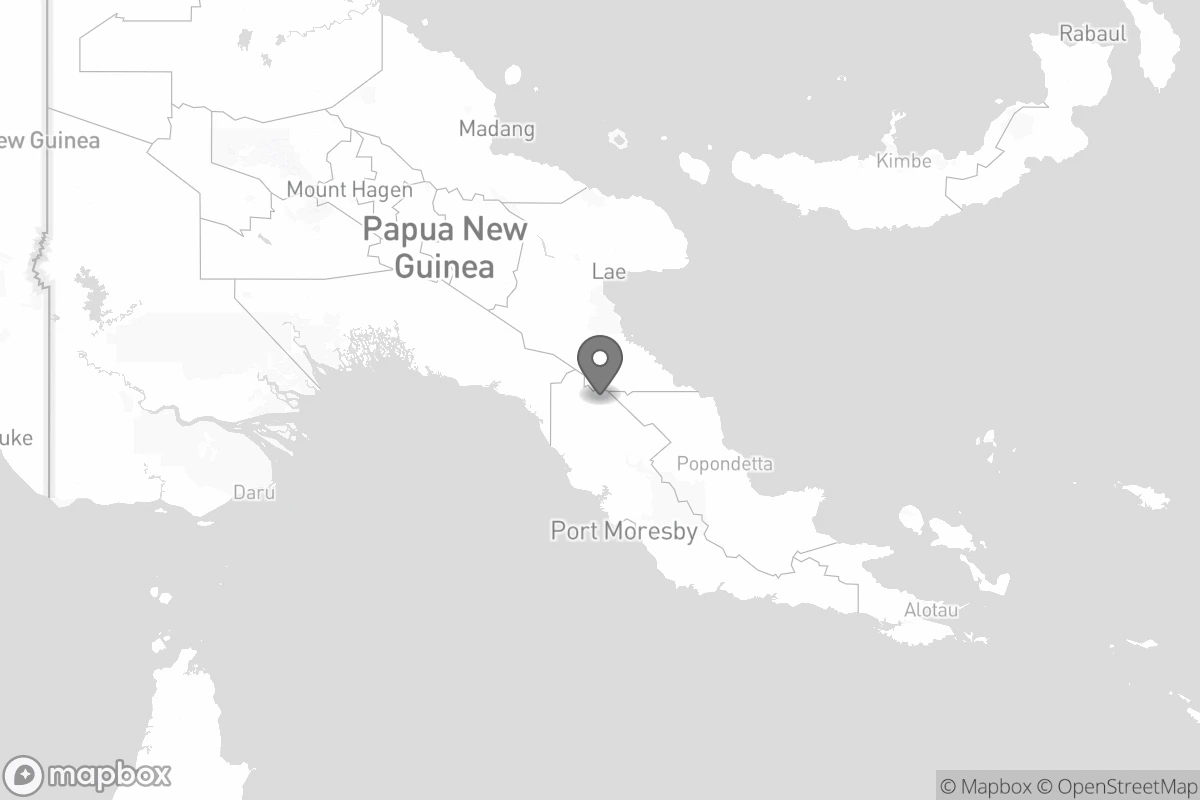 Rabaul
Madang
ew Guinea
Kimbe
Mount Hagen
Papua New
Guinea
Lae
uke
Popondetta
Daru
Port Moresby
Alotau
mapbox
© Mapbox © OpenStreetMap